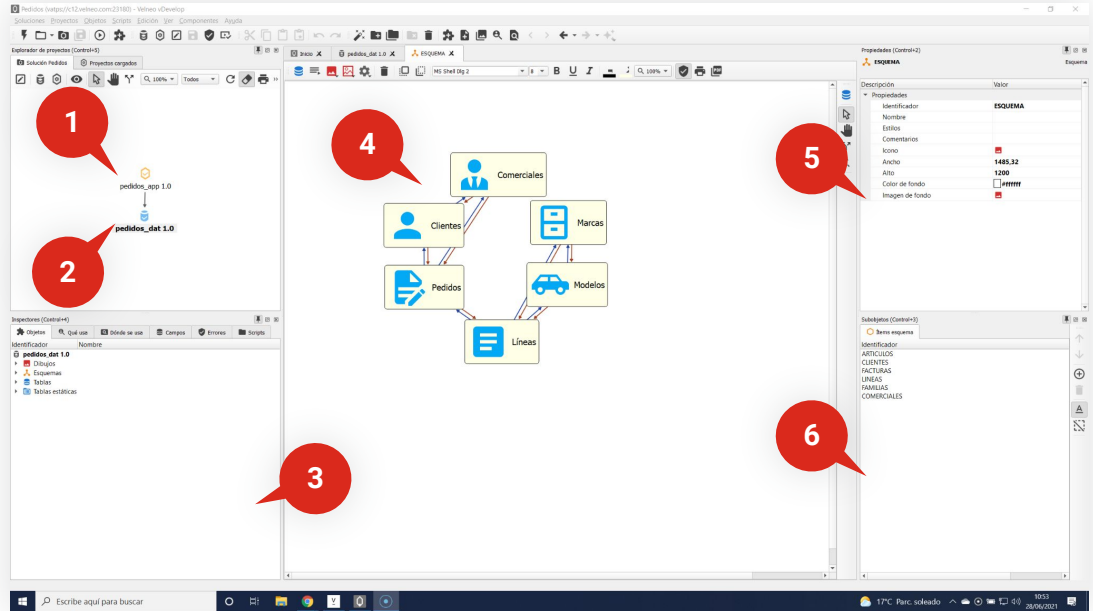 Pedidos (vatps://c12.velneo.com:23180) - Velneo vDevelop
Soluciones Proyectos Objetos Scripts Edición Ver Componentes Ayuda
Explorador de proyectos (Control+5)
Solución Pedidos Proyectos cargados
100% Todos
1
pedidos_app 1.0
pedidos_dat 1.0
2
Inspectores (Control+4)
Objetos Qué usa Dónde se usa Campos Errores Scripts
Identificador Nombre
pedidos_dat 1.0
Dibujos
Esquemas
Tablas
Tablas estáticas
3
Inicio pedidos_dat 1.0 ESQUEMA
MS Shell Dlg 2 8 B U I 100% PDF
4
Comerciales
Clientes
Marcas
Pedidos
Modelos
Líneas
Propiedades (Control+2)
ESQUEMA Esquema
Descripción Valor
Propiedades
Identificador ESQUEMA
Nombre
Estilos
Comentarios
Icono
Ancho 1485,32
Alto 1200
Color de fondo #ffffff
Imagen de fondo
5
Subobjetos (Control+3)
Items esquema
Identificador
ARTICULOS
CLIENTES
FACTURAS
LINEAS
FAMILIAS
COMERCIALES
A
6
Escribe aquí para buscar
17°C Parc. soleado
10:53
28/06/2021